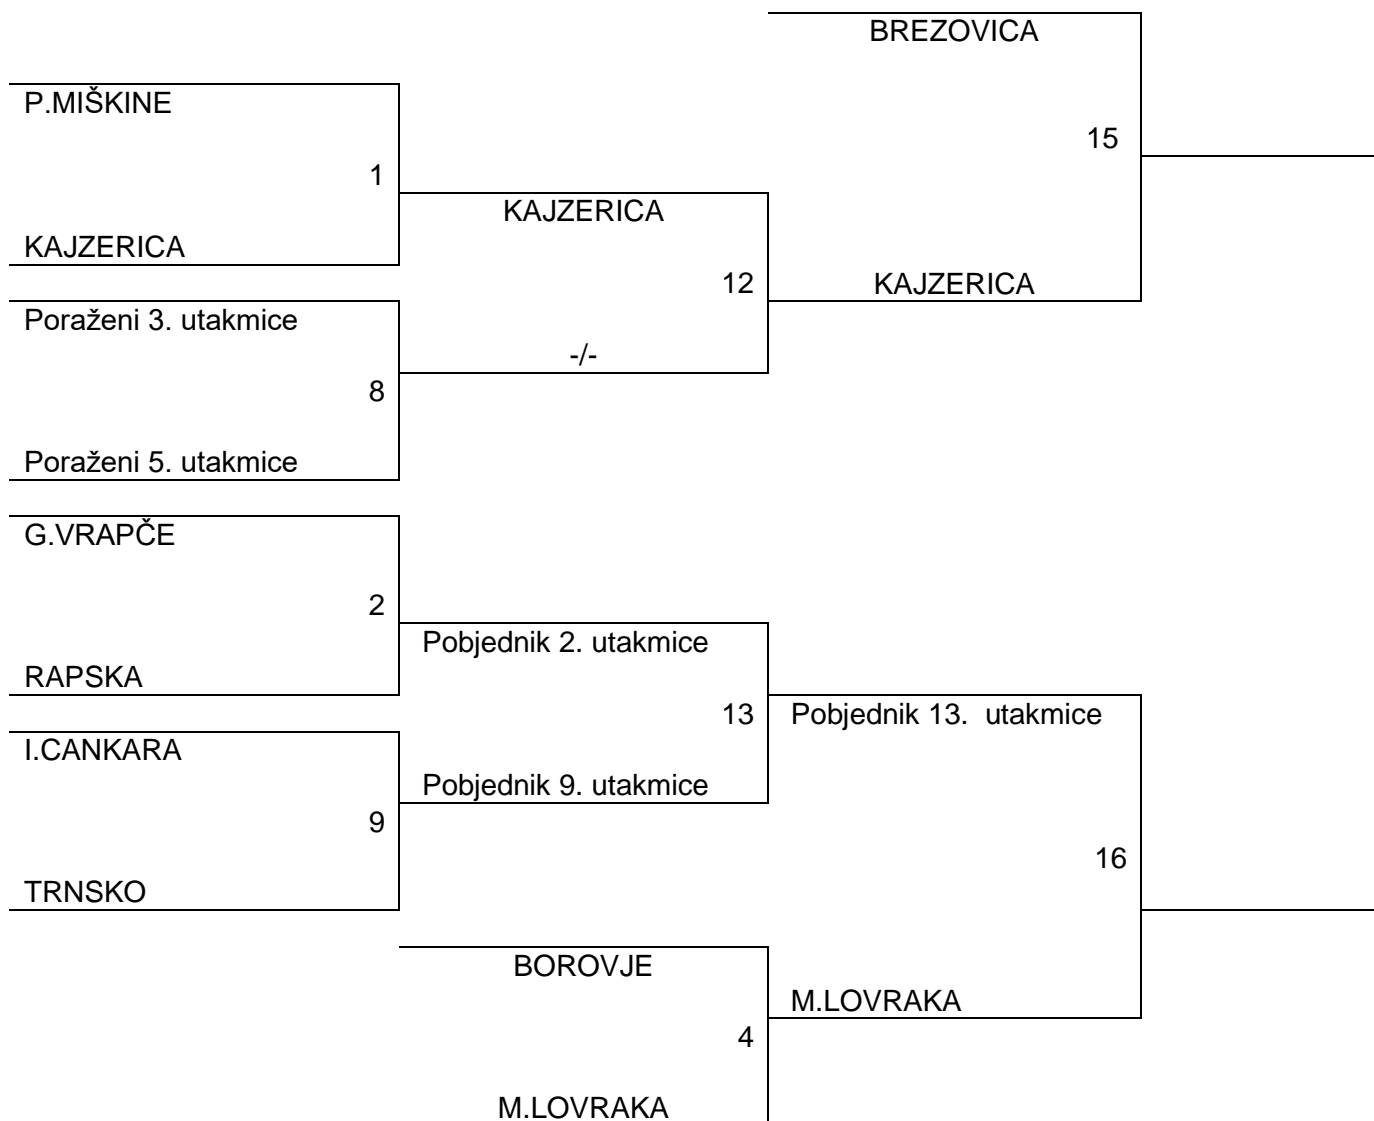 BREZOVICA
P.MIŠKINE
15
1
KAJZERICA
KAJZERICA
12
KAJZERICA
Poraženi 3. utakmice
-/-
8
Poraženi 5. utakmice
G.VRAPČE
2
Pobjednik 2. utakmice
RAPSKA
13
Pobjednik 13. utakmice
I.CANKARA
Pobjednik 9. utakmice
9
16
TRNSKO
BOROVJE
M.LOVRAKA
4
M.LOVRAKA